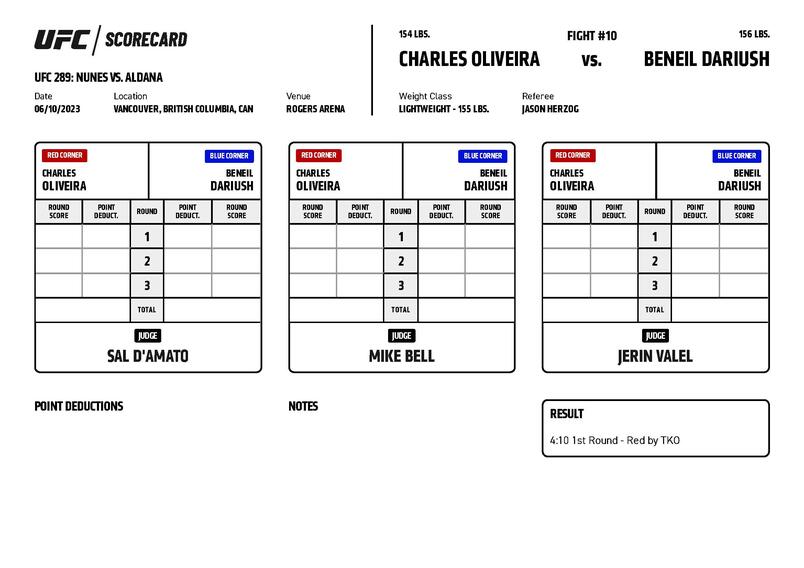 UFC / SCORECARD
UFC 289: NUNES VS. ALDANA
Date Location Venue
06/10/2023 VANCOUVER, BRITISH COLUMBIA, CAN ROGERS ARENA
154 LBS. FIGHT #10 156 LBS.
CHARLES OLIVEIRA VS. BENEIL DARIUSH
Weight Class Referee
LIGHTWEIGHT - 155 LBS. JASON HERZOG
RED CORNER BLUE CORNER
CHARLES BENEIL
OLIVEIRA DARIUSH
ROUND POINT ROUND POINT ROUND
SCORE DEDUCT. DEDUCT. SCORE
1
2
3
TOTAL
JUDGE
SAL D'AMATO
RED CORNER BLUE CORNER
CHARLES BENEIL
OLIVEIRA DARIUSH
ROUND POINT ROUND POINT ROUND
SCORE DEDUCT. DEDUCT. SCORE
1
2
3
TOTAL
JUDGE
MIKE BELL
RED CORNER BLUE CORNER
CHARLES BENEIL
OLIVEIRA DARIUSH
ROUND POINT ROUND POINT ROUND
SCORE DEDUCT. DEDUCT. SCORE
1
2
3
TOTAL
JUDGE
JERIN VALEL
POINT DEDUCTIONS
NOTES
RESULT
4:10 1st Round - Red by TKO